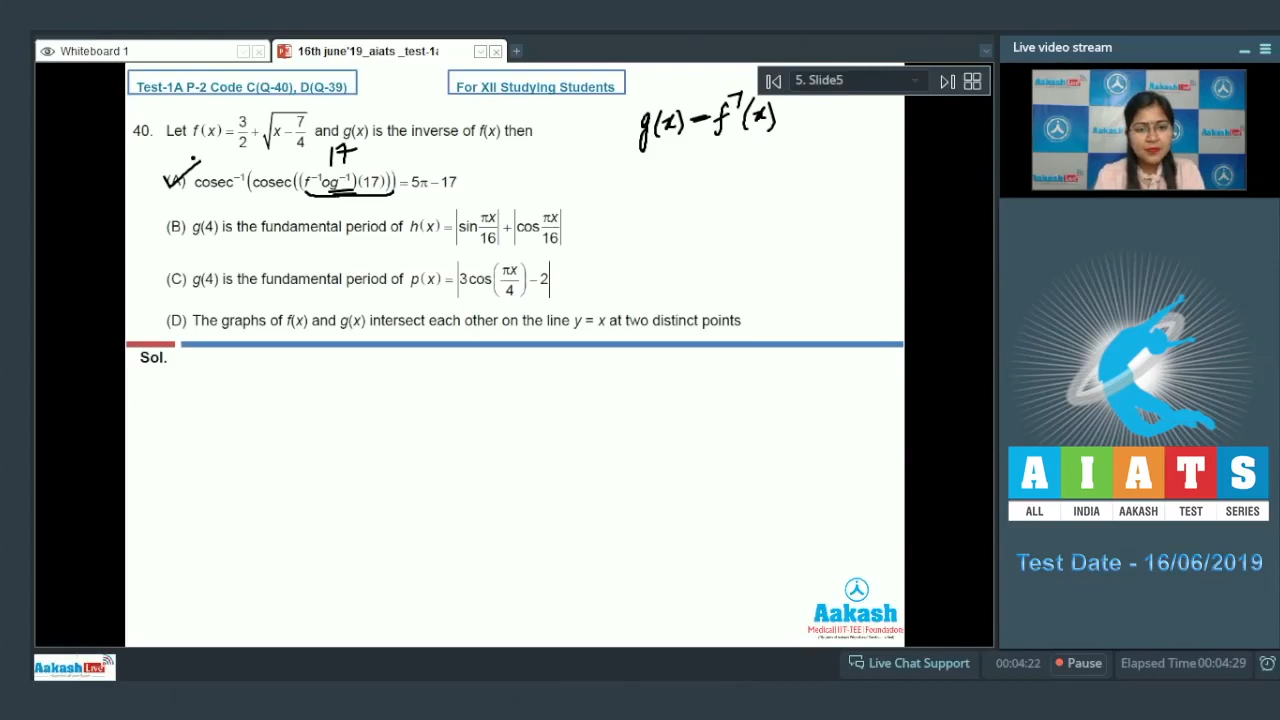 Whiteboard 1
16th june'19_aiats _test-1a
Live video stream
Test-1A P-2 Code C(Q-40), D(Q-39)
For XII Studying Students
5. Slide5
g(x) = f⁻¹(x)
40. Let f(x) = 3/2 + √(x − 7/4) and g(x) is the inverse of f(x) then
17
(A) cosec⁻¹(cosec((f⁻¹og⁻¹)(17))) = 5π − 17
(B) g(4) is the fundamental period of h(x) = |sin πx/16| + |cos πx/16|
(C) g(4) is the fundamental period of p(x) = |3cos(πx/4) − 2|
(D) The graphs of f(x) and g(x) intersect each other on the line y = x at two distinct points
Sol.
AakashLive
A I A T S
ALL INDIA AAKASH TEST SERIES
Test Date - 16/06/2019
Aakash
Medical|IIT-JEE|Foundations
AakashLive
Live Chat Support
00:04:22
Pause
Elapsed Time 00:04:29